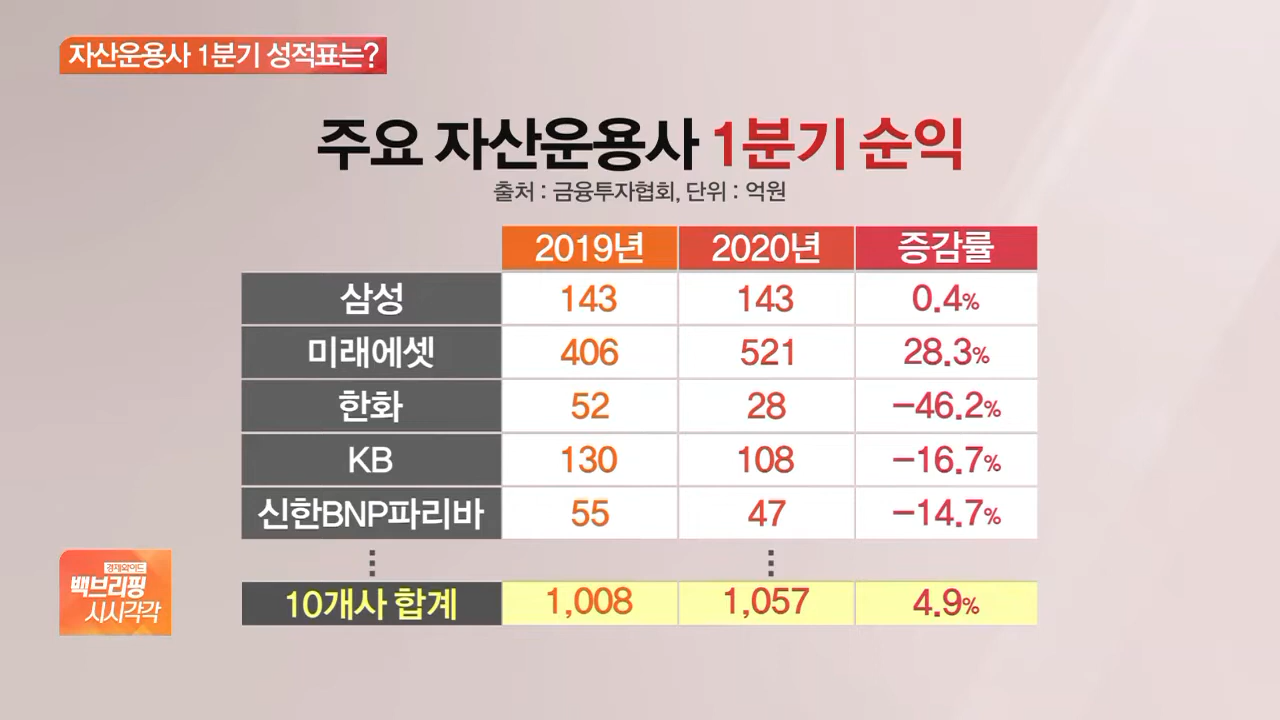 자산운용사 1분기 성적표는?
주요 자산운용사 1분기 순익
출처 : 금융투자협회, 단위 : 억원
2019년 2020년 증감률
삼성 143 143 0.4%
미래에셋 406 521 28.3%
한화 52 28 -46.2%
KB 130 108 -16.7%
신한BNP파리바 55 47 -14.7%
10개사 합계 1,008 1,057 4.9%
경제와이드
백브리핑
시시각각